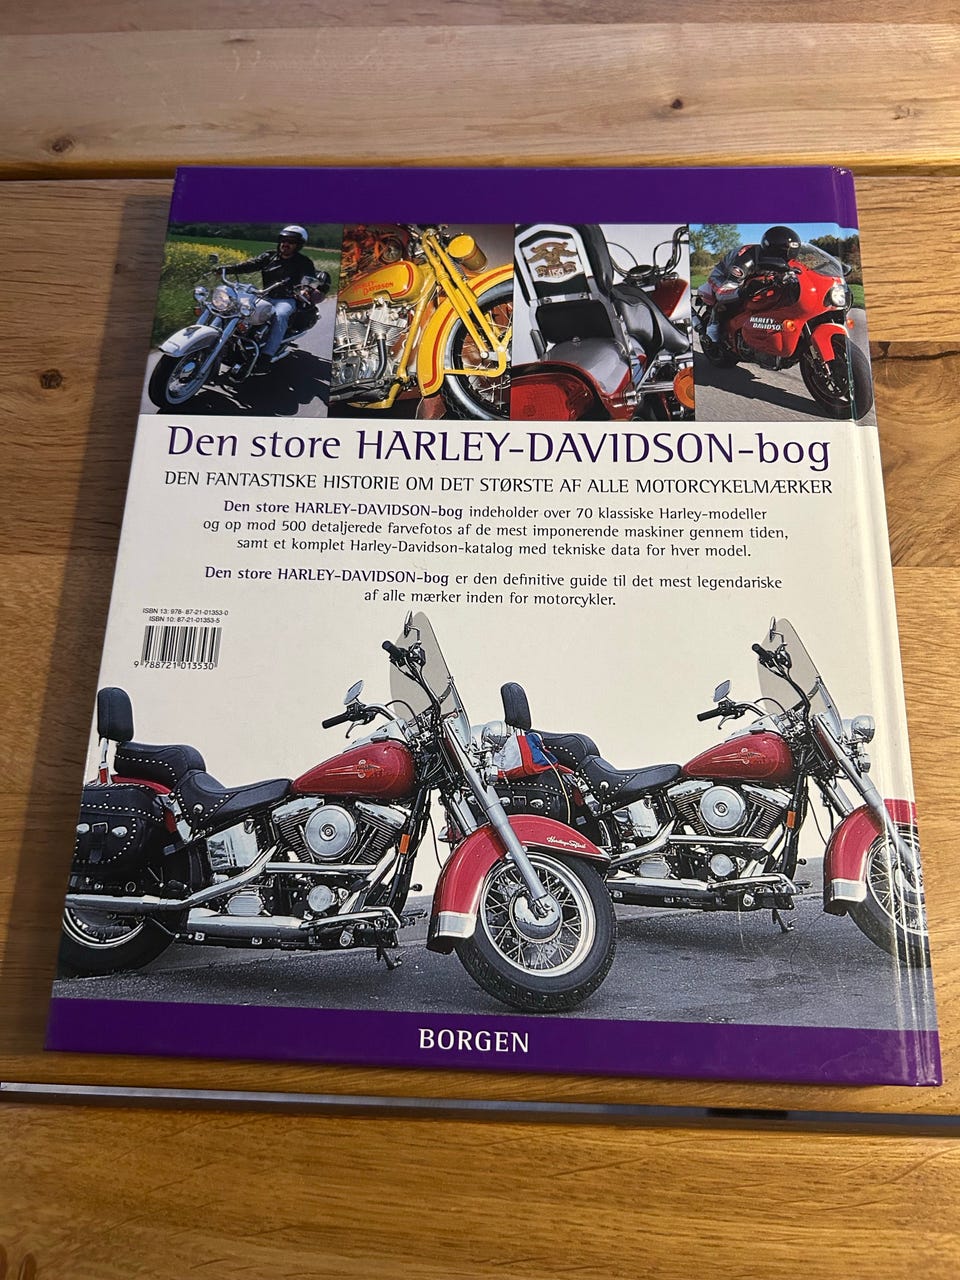 HARLEY-DAVIDSON
HARLEY
DAVIDSON
Den store HARLEY-DAVIDSON-bog
DEN FANTASTISKE HISTORIE OM DET STØRSTE AF ALLE MOTORCYKELMÆRKER
Den store HARLEY-DAVIDSON-bog indeholder over 70 klassiske Harley-modeller
og op mod 500 detaljerede farvefotos af de mest imponerende maskiner gennem tiden,
samt et komplet Harley-Davidson-katalog med tekniske data for hver model.
Den store HARLEY-DAVIDSON-bog er den definitive guide til det mest legendariske
af alle mærker inden for motorcykler.
ISBN 13: 978- 87-21-01353-0
ISBN 10: 87-21-01353-5
9 788721 013530
BORGEN